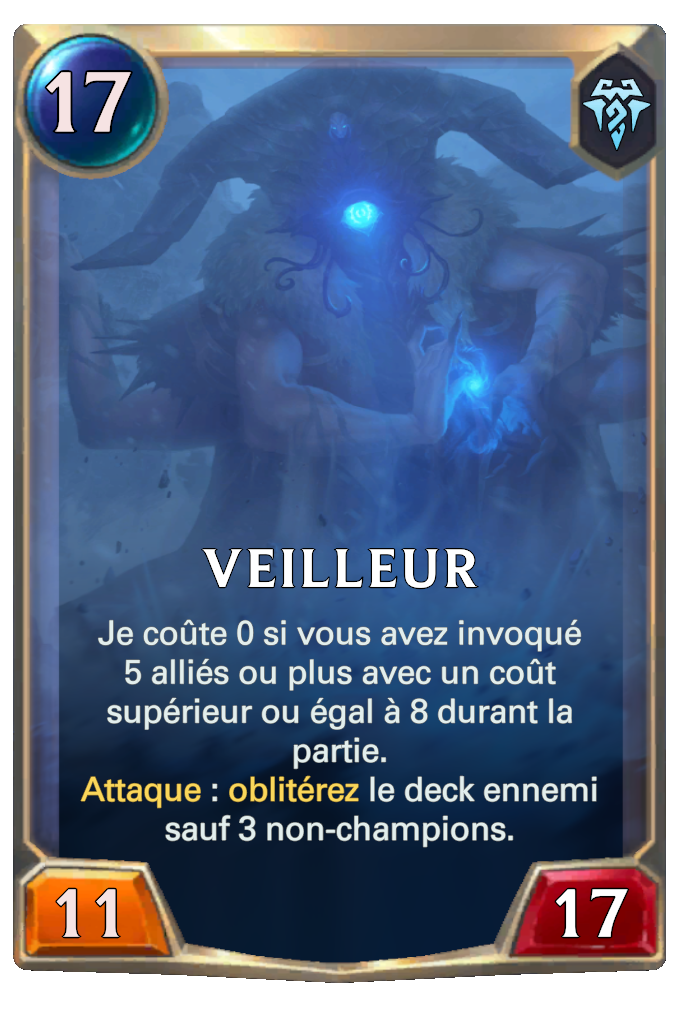 17
VEILLEUR
Je coûte 0 si vous avez invoqué
5 alliés ou plus avec un coût
supérieur ou égal à 8 durant la
partie.
Attaque : oblitérez le deck ennemi
sauf 3 non-champions.
11
17